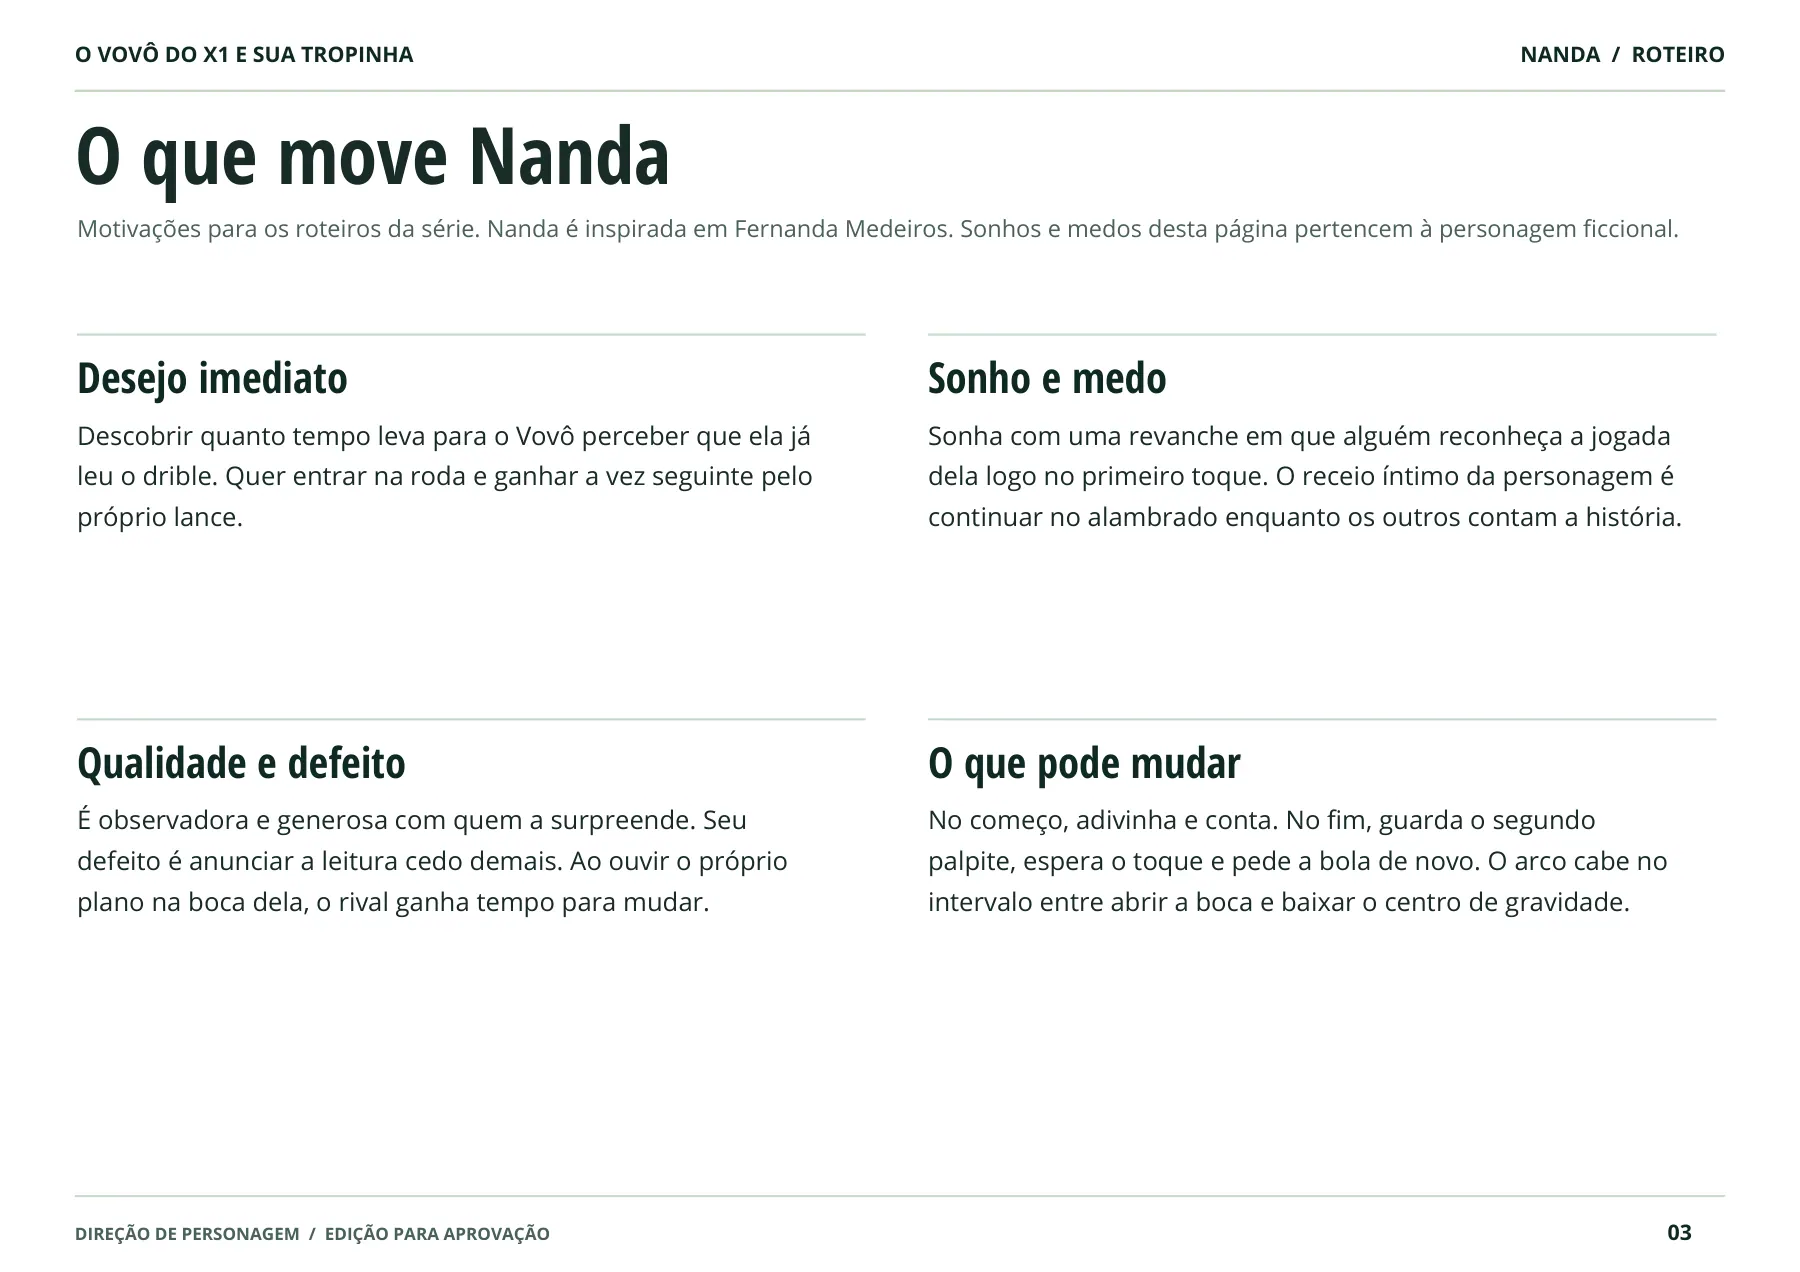 O VOVÔ DO X1 E SUA TROPINHA
NANDA / ROTEIRO
O que move Nanda
Motivações para os roteiros da série. Nanda é inspirada em Fernanda Medeiros. Sonhos e medos desta página pertencem à personagem ficcional.
Desejo imediato
Descobrir quanto tempo leva para o Vovô perceber que ela já
leu o drible. Quer entrar na roda e ganhar a vez seguinte pelo
próprio lance.
Sonho e medo
Sonha com uma revanche em que alguém reconheça a jogada
dela logo no primeiro toque. O receio íntimo da personagem é
continuar no alambrado enquanto os outros contam a história.
Qualidade e defeito
É observadora e generosa com quem a surpreende. Seu
defeito é anunciar a leitura cedo demais. Ao ouvir o próprio
plano na boca dela, o rival ganha tempo para mudar.
O que pode mudar
No começo, adivinha e conta. No fim, guarda o segundo
palpite, espera o toque e pede a bola de novo. O arco cabe no
intervalo entre abrir a boca e baixar o centro de gravidade.
DIREÇÃO DE PERSONAGEM / EDIÇÃO PARA APROVAÇÃO
03